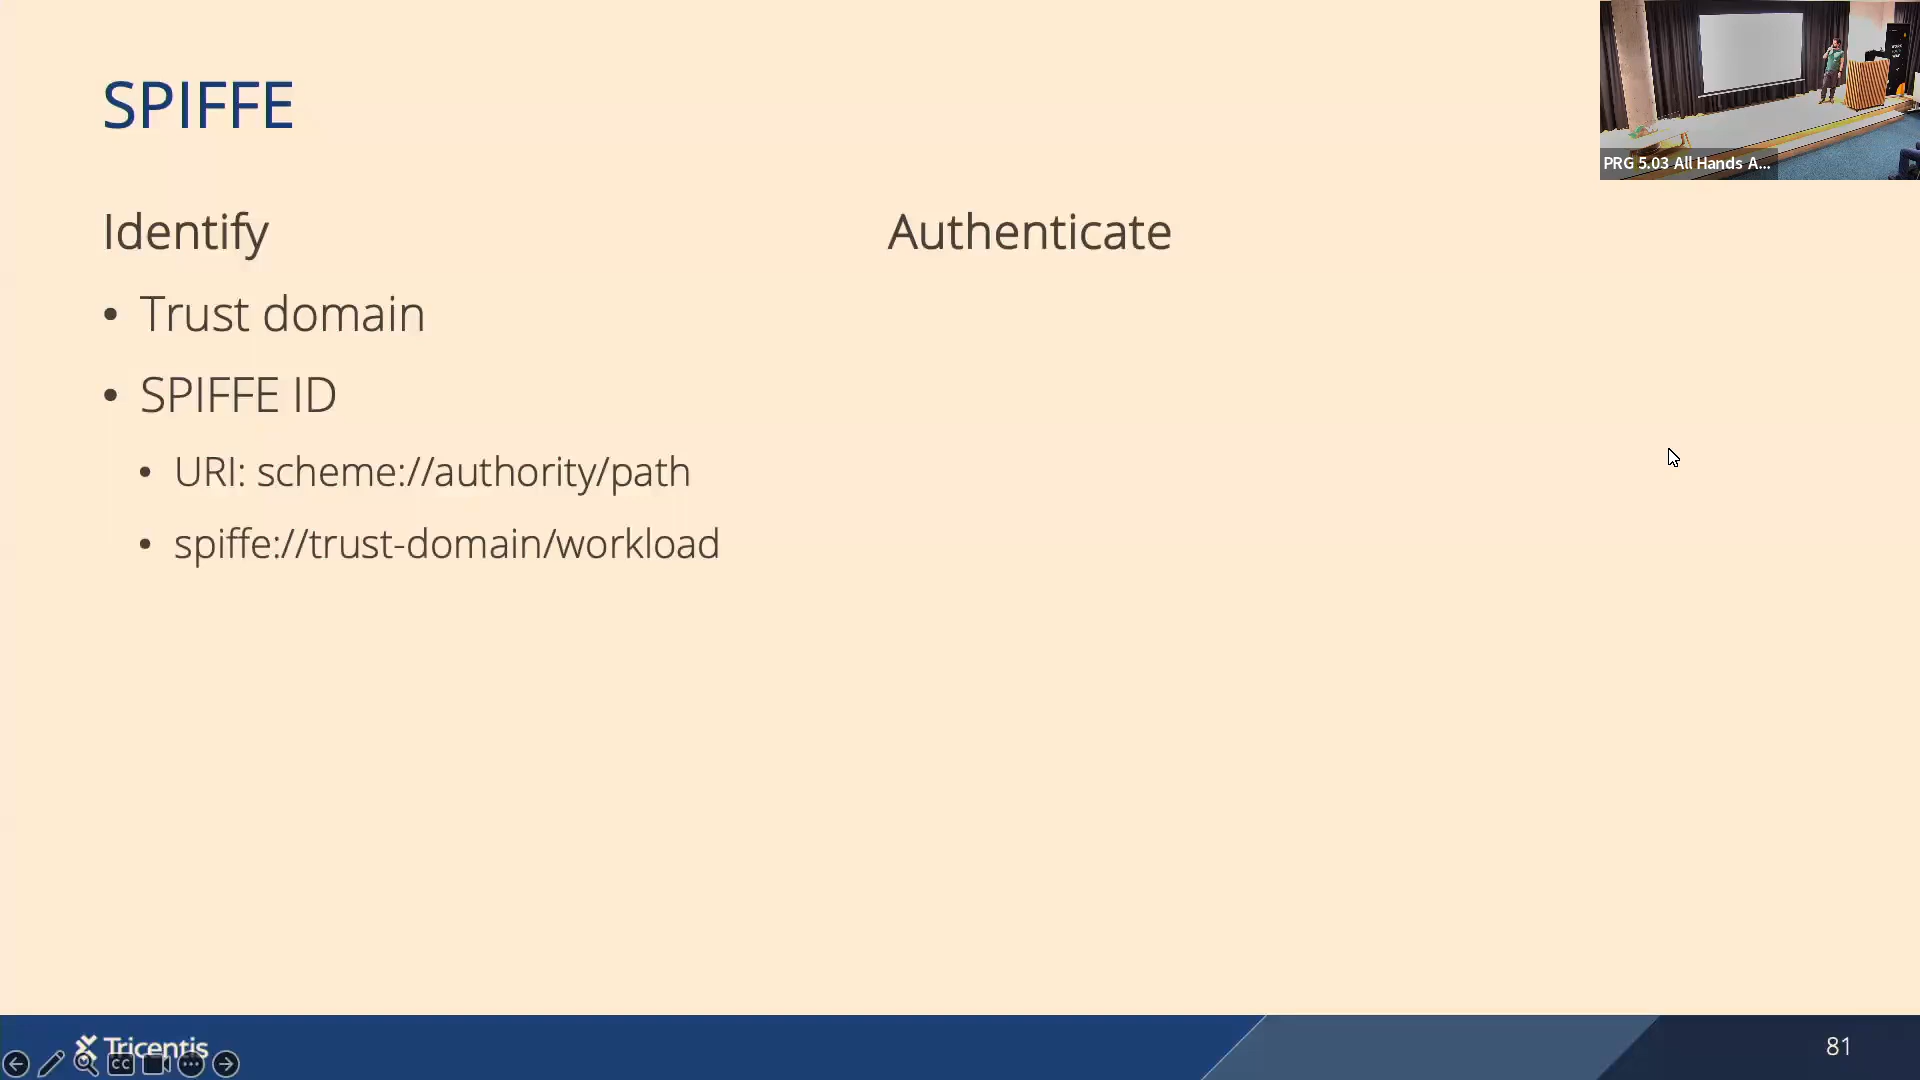 SPIFFE
Identify
• Trust domain
• SPIFFE ID
• URI: scheme://authority/path
• spiffe://trust-domain/workload
Authenticate
PRG 5.03 All Hands A...
Tricentis
CC
81